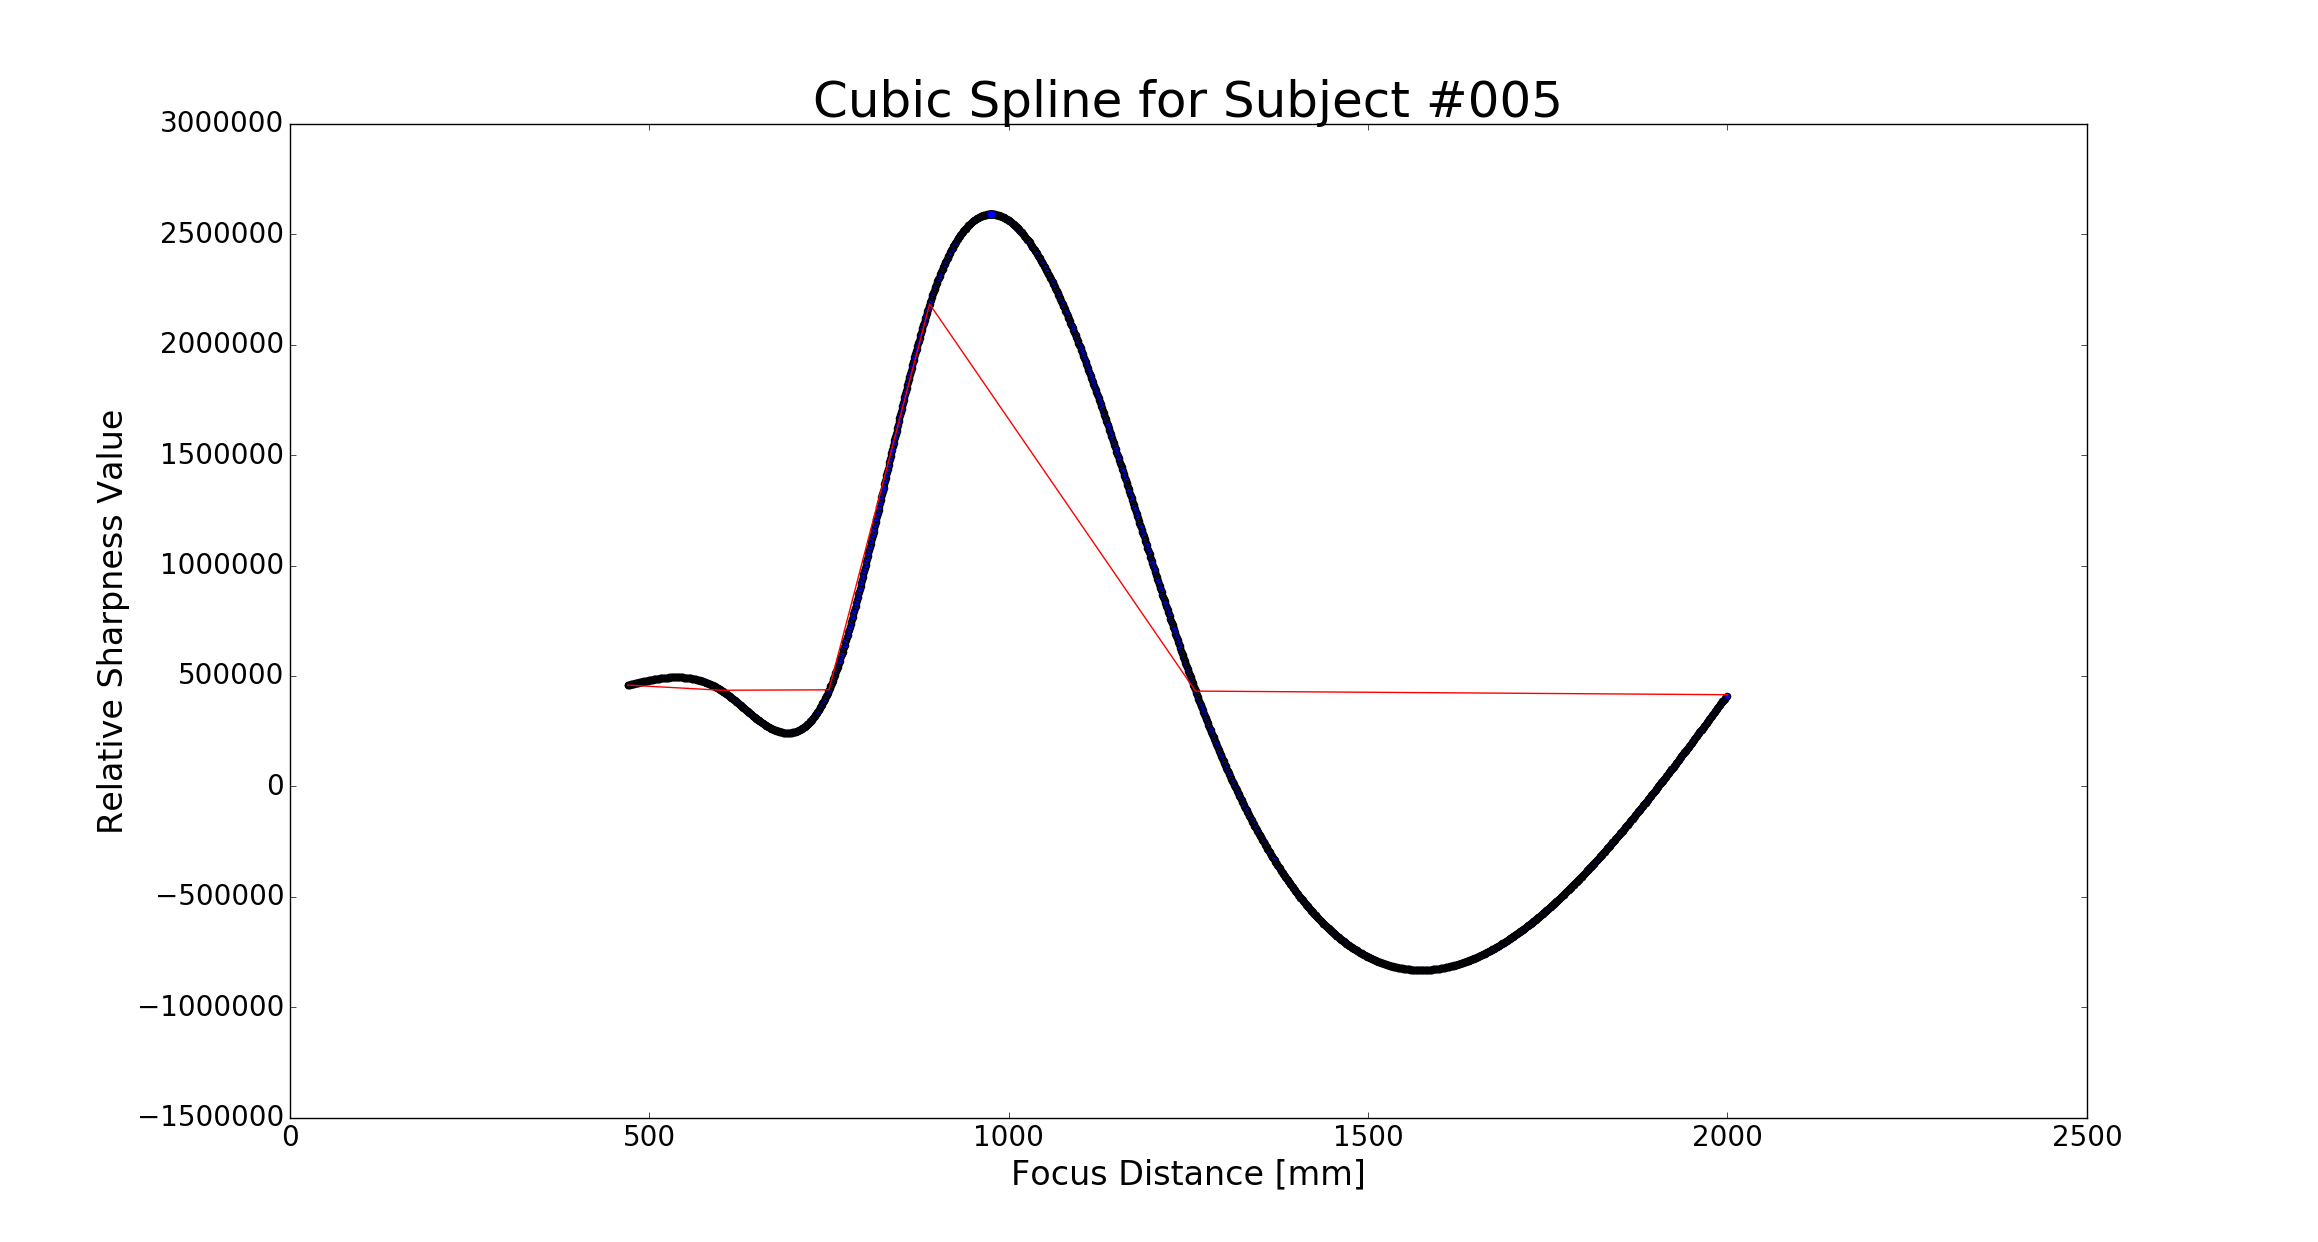 Cubic Spline for Subject #005
3000000
2500000
2000000
1500000
1000000
500000
0
−500000
−1000000
−1500000
Relative Sharpness Value
0 500 1000 1500 2000 2500
Focus Distance [mm]